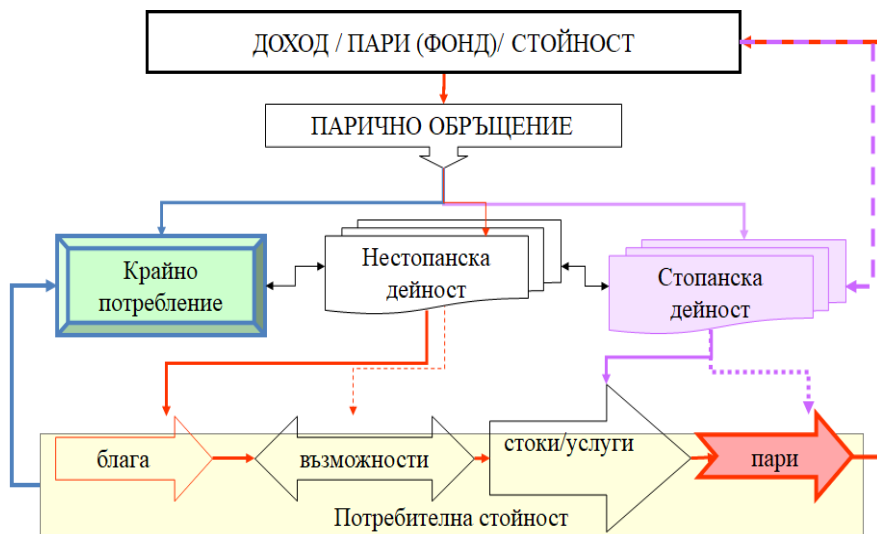 ДОХОД / ПАРИ (ФОНД)/ СТОЙНОСТ
ПАРИЧНО ОБРЪЩЕНИЕ
Крайно
потребление
Нестопанска
дейност
Стопанска
дейност
блага
възможности
стоки/услуги
пари
Потребителна стойност